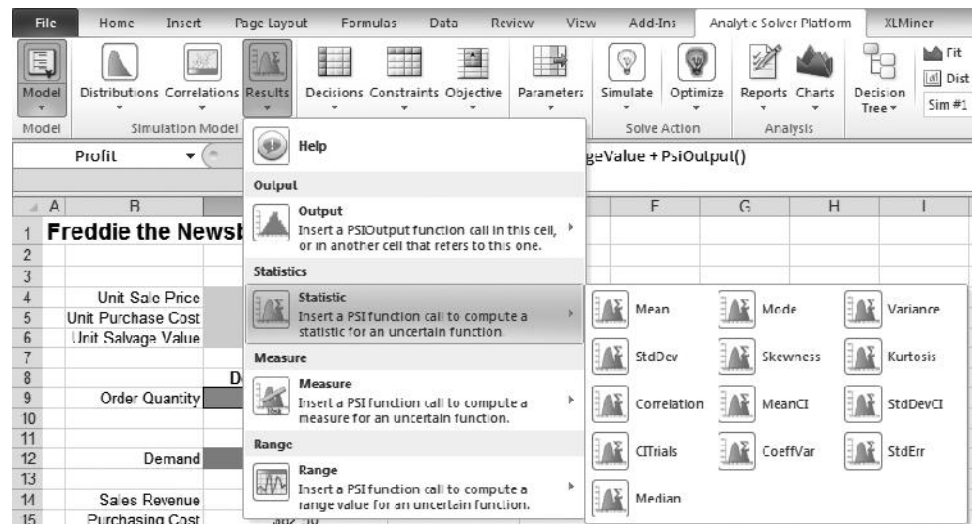 File Home Insert Page Layout Formulas Data Review View Add-Ins Analytic Solver Platform XLMiner
Model Distributions Correlations Results Decisions Constraints Objective Parameters Simulate Optimize Reports Charts Decision Tree
Fit
Dist
Sim #1
Model Simulation Model Solve Action Analysis
Profit
geValue + PsiOutput()
Help
Output
Output
Insert a PSIOutput function call in this cell,
or in another cell that refers to this one.
Statistics
Statistic
Insert a PSI function call to compute a
statistic for an uncertain function.
Measure
Measure
Insert a PSI function call to compute a
measure for an uncertain function.
Range
Range
Insert a PSI function call to compute a
range value for an uncertain function.
Mean Mode Variance
StdDev Skewness Kurtosis
Correlation MeanCI StdDevCI
CITrials CoeffVar StdErr
Median
A B F G H I
1 Freddie the Newsb
2
3
4 Unit Sale Price
5 Unit Purchase Cost
6 Unit Salvage Value
7
8 D
9 Order Quantity
10
11
12 Demand
13
14 Sales Revenue
15 Purchasing Cost